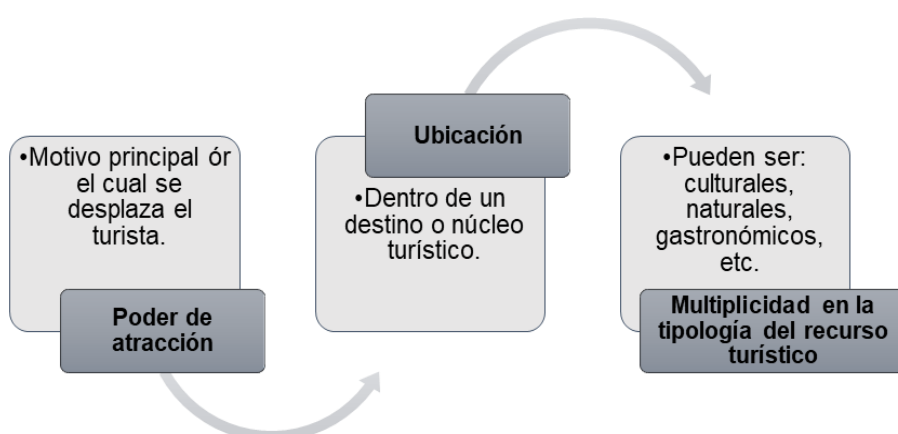 •Motivo principal ór
el cual se
desplaza el
turista.
Poder de
atracción
Ubicación
•Dentro de un
destino o núcleo
turístico.
•Pueden ser:
culturales,
naturales,
gastronómicos,
etc.
Multiplicidad en la
tipología del recurso
turístico